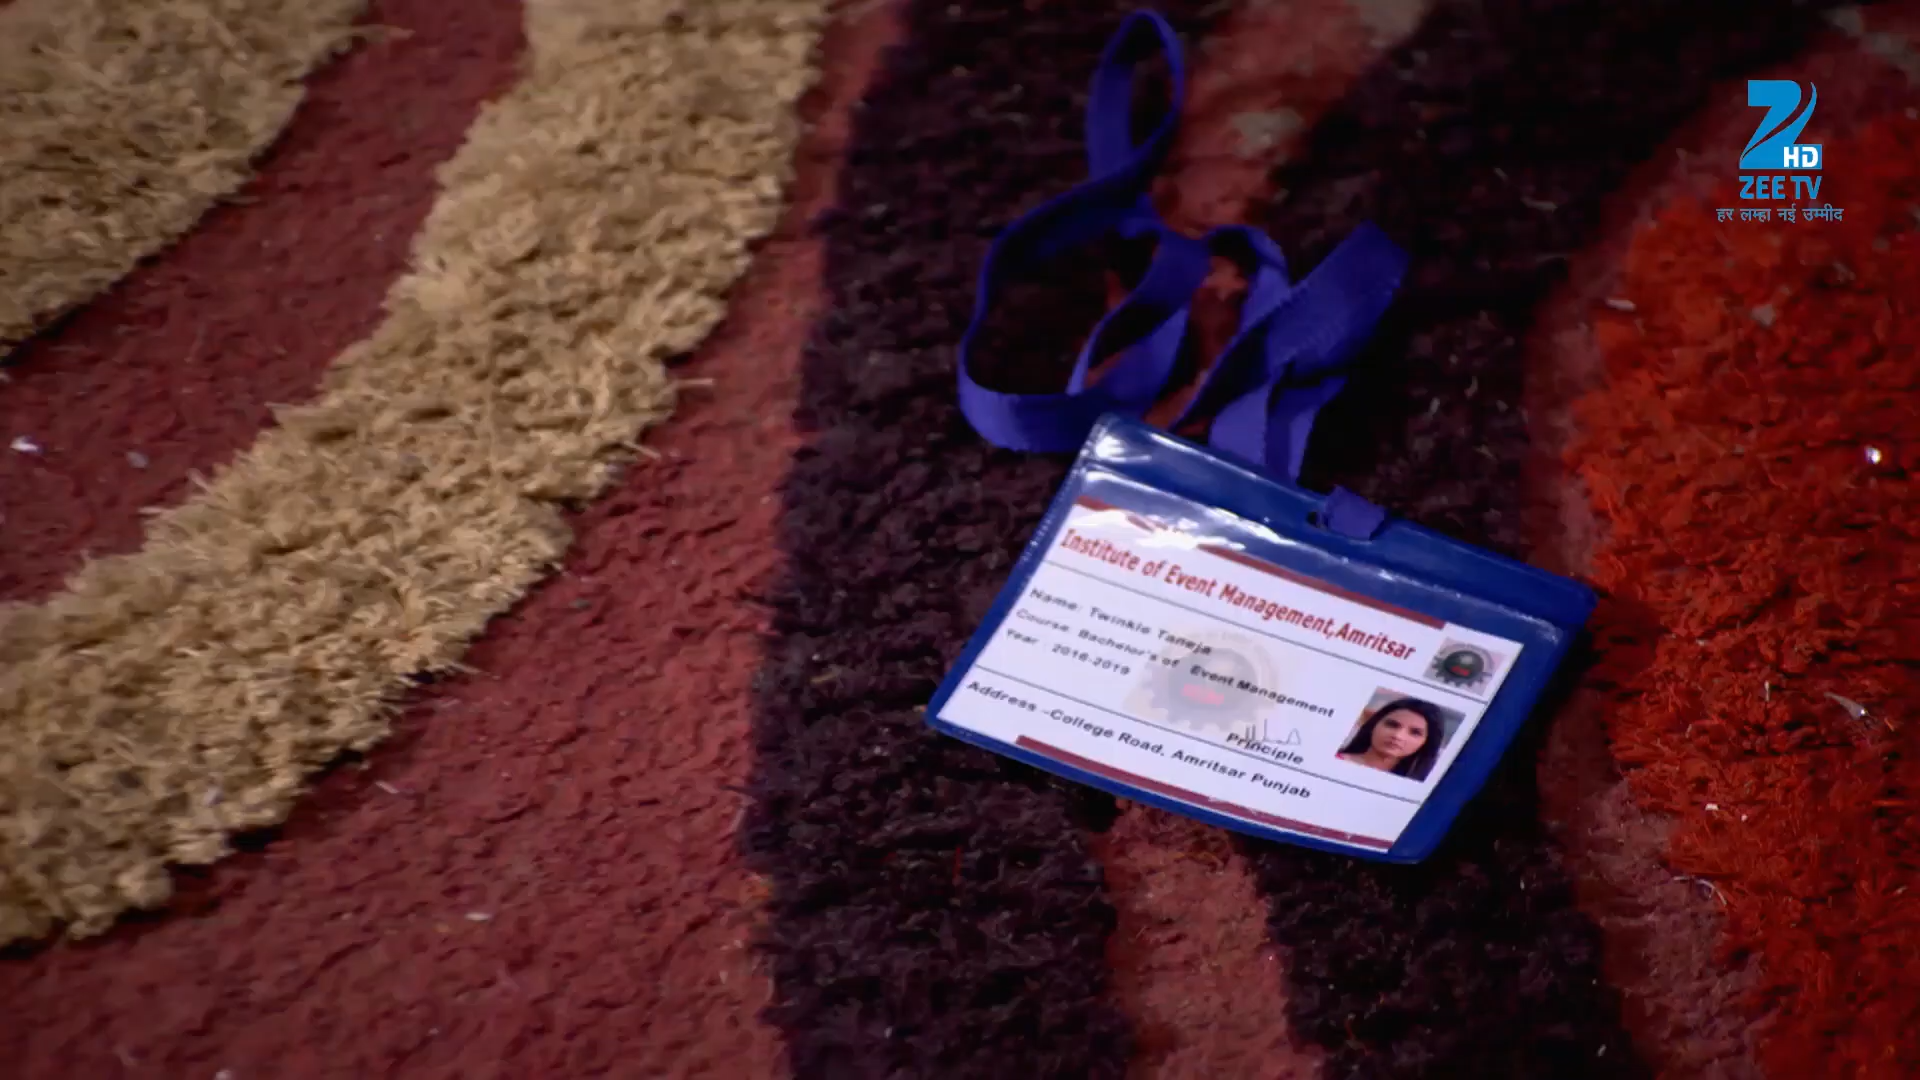 HD
ZEE TV
हर लम्हा नई उम्मीद
Institute of Event Management,Amritsar
Name: Twinkle Taneja
Course: Bachelor's of Event Management
Year : 2016-2019
Principle
Address –College Road, Amritsar Punjab